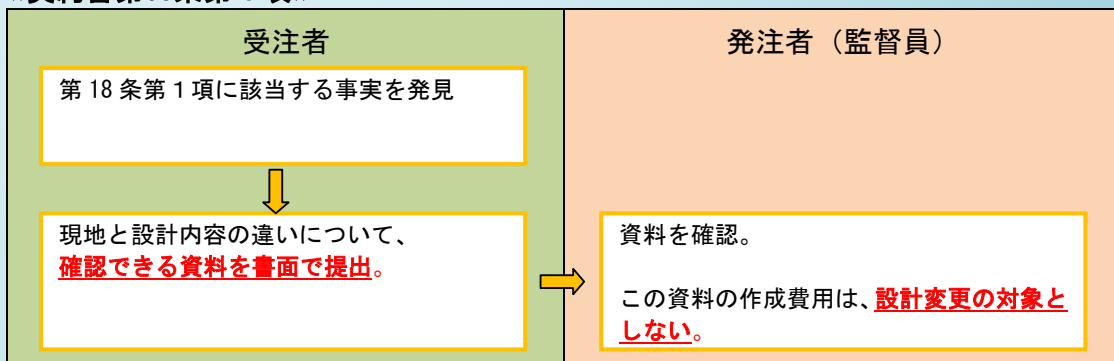 受注者
第 18 条第１項に該当する事実を発見
現地と設計内容の違いについて、
確認できる資料を書面で提出。
発注者（監督員）
資料を確認。
この資料の作成費用は、設計変更の対象と
しない。